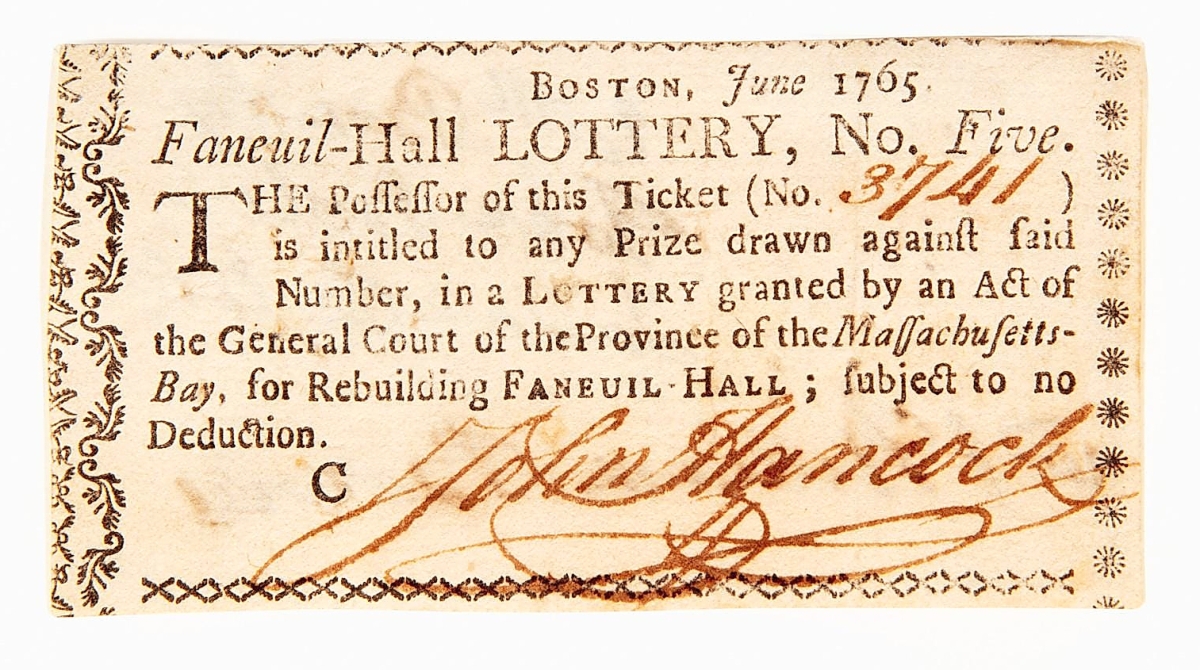 BOSTON, June 1765.
Faneuil-Hall LOTTERY, No. Five.
THE Poſſeſſor of this Ticket (No. 3741 )
is intitled to any Prize drawn againſt ſaid
Number, in a LOTTERY granted by an Act of
the General Court of the Province of the Maſſachuſetts-
Bay, for Rebuilding FANEUIL-HALL ; ſubject to no
Deduction.
C John Hancock